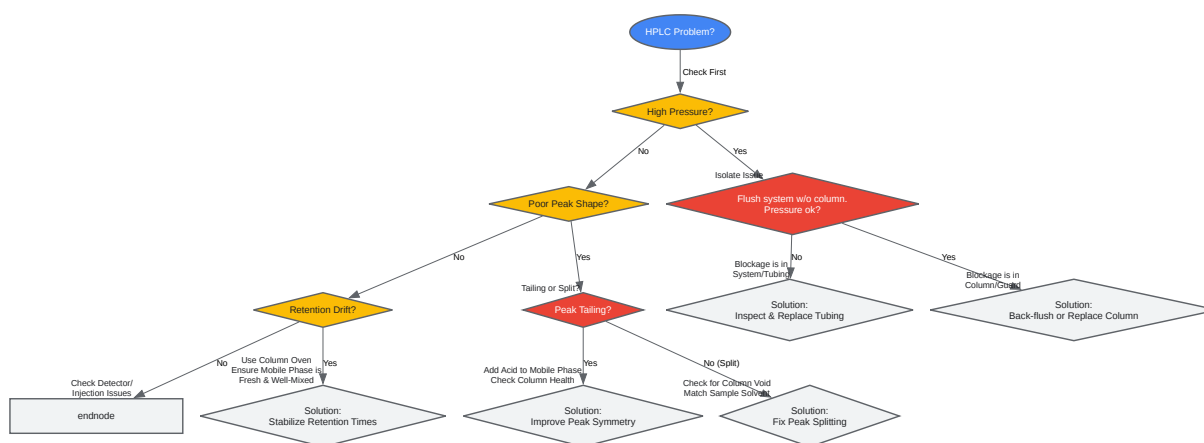 HPLC Problem?
Check First
High Pressure?
No
Yes
Isolate Issue
Poor Peak Shape?
Flush system w/o column.
Pressure ok?
No
Yes
No
Yes
Tailing or Split?
Blockage is in
System/Tubing
Blockage is in
Column/Guard
Retention Drift?
Peak Tailing?
Solution:
Inspect & Replace Tubing
Solution:
Back-flush or Replace Column
No
Yes
Yes
No (Split)
Check Detector/
Injection Issues
Use Column Oven
Ensure Mobile Phase is
Fresh & Well-Mixed
Add Acid to Mobile Phase
Check Column Health
Check for Column Void
Match Sample Solvent
endnode
Solution:
Stabilize Retention Times
Solution:
Improve Peak Symmetry
Solution:
Fix Peak Splitting